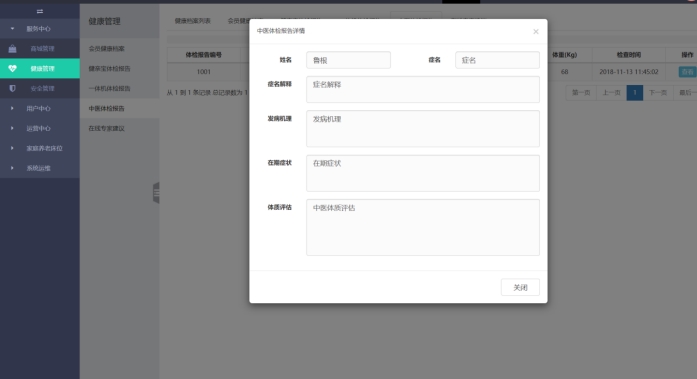 服务中心
商城管理
健康管理
安全管理
用户中心
运营中心
家庭养老床位
系统运维
健康管理
会员健康档案
健康宝体检报告
一体机体检报告
中医体检报告
在线专家建议
健康档案列表
会员健
体检报告编号
体重(Kg)
检查时间
操作
1001
68
2018-11-13 11:45:02
查看
从 1 到 1 条记录 总记录数为 1
第一页
上一页
1
下一页
最后一
中医体检报告详情
×
姓名
鲁根
症名
症名
症名解释
症名解释
发病机理
发病机理
在期症状
在期症状
体质评估
中医体质评估
关闭